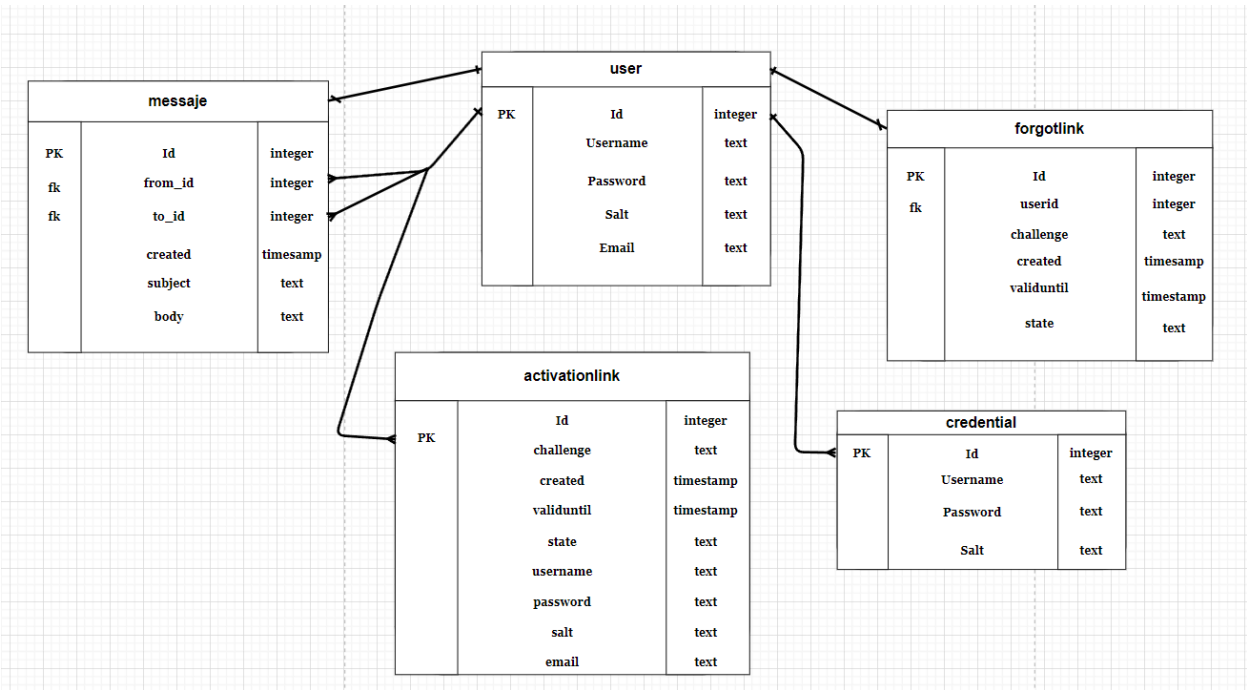 messaje
PK Id integer
fk from_id integer
fk to_id integer
created timesamp
subject text
body text
user
PK Id integer
Username text
Password text
Salt text
Email text
forgotlink
PK Id integer
fk userid integer
challenge text
created timesamp
validuntil timestamp
state text
activationlink
Id integer
PK
challenge text
created timestamp
validuntil timestamp
state text
username text
password text
salt text
email text
credential
PK Id integer
Username text
Password text
Salt text